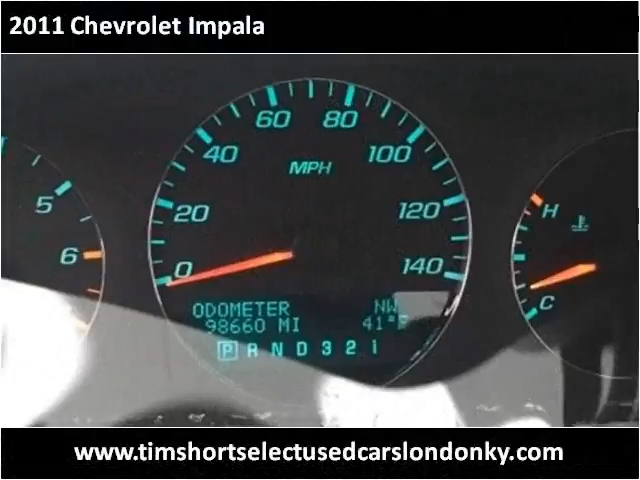 2011 Chevrolet Impala
60 80
40 100
MPH
5
20 120
H
6
0 140
C
ODOMETER NW
98660 MI 41°F
P R N D 3 2 1
www.timshortselectusedcarslondonky.com